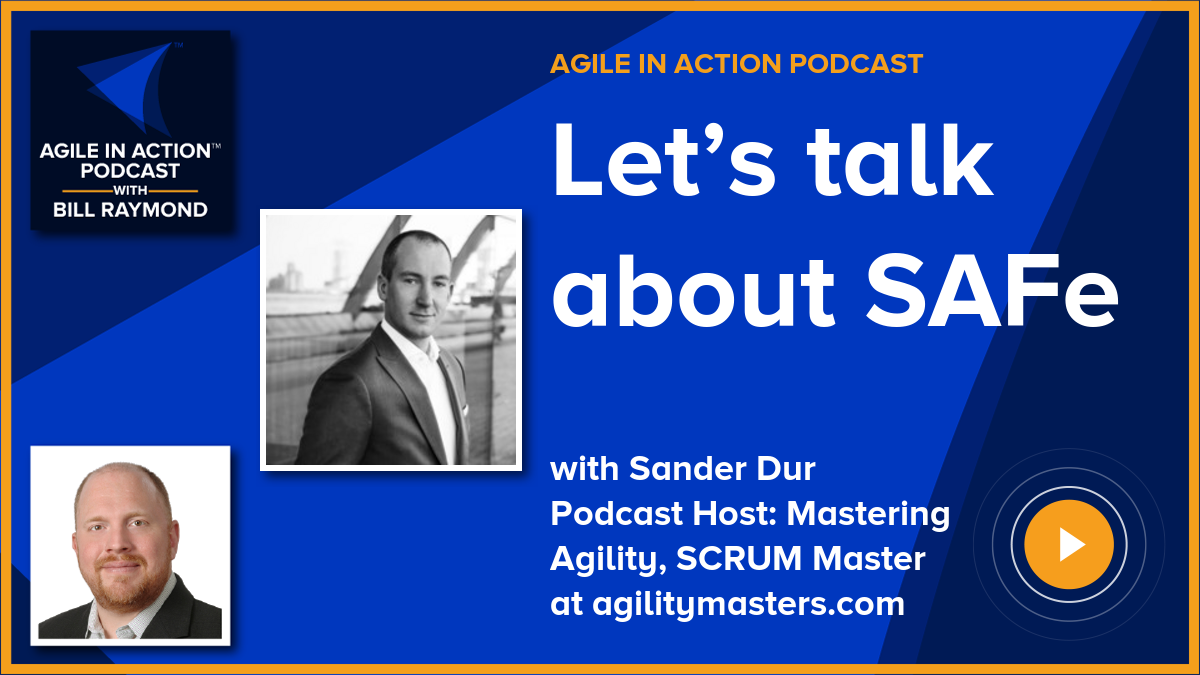 TM
AGILE IN ACTION™
PODCAST
WITH
BILL RAYMOND
AGILE IN ACTION PODCAST
Let’s talk
about SAFe
with Sander Dur
Podcast Host: Mastering
Agility, SCRUM Master
at agilitymasters.com